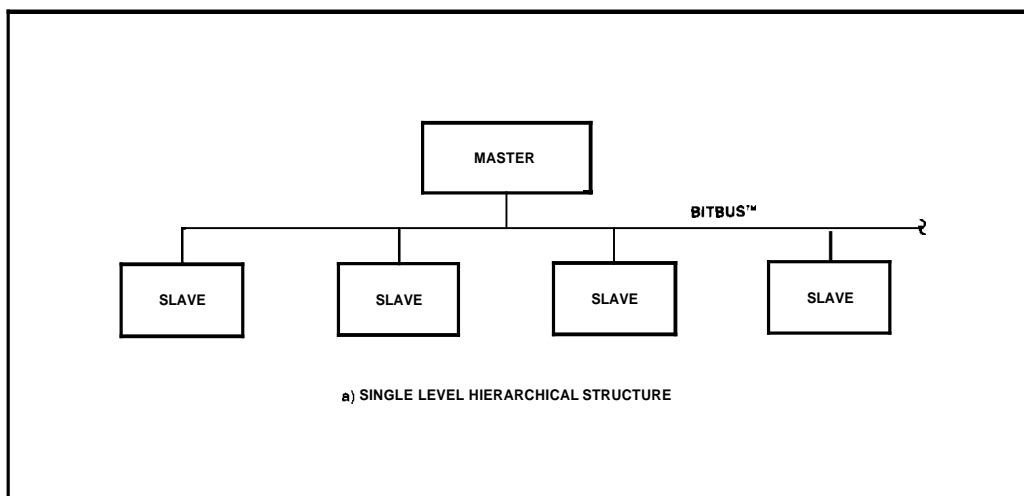 MASTER
BITBUS™
SLAVE SLAVE SLAVE SLAVE
a) SINGLE LEVEL HIERARCHICAL STRUCTURE